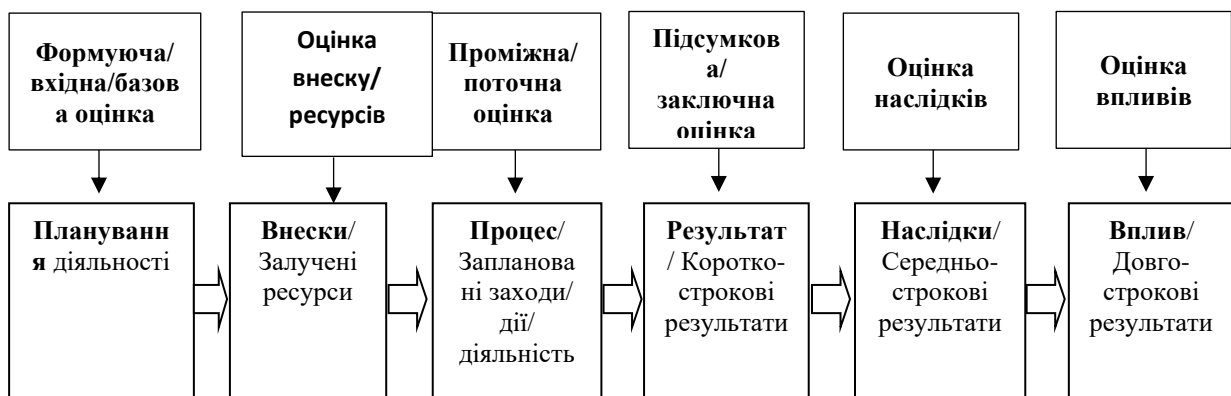 Формуюча/
вхідна/базов
а оцінка
Оцінка
внеску/
ресурсів
Проміжна/
поточна
оцінка
Підсумков
а/
заключна
оцінка
Оцінка
наслідків
Оцінка
впливів
Плануванн
я діяльності
Внески/
Залучені
ресурси
Процес/
Запланова
ні заходи/
дії/
діяльність
Результат
/ Коротко-
строкові
результати
Наслідки/
Середньо-
строкові
результати
Вплив/
Довго-
строкові
результати